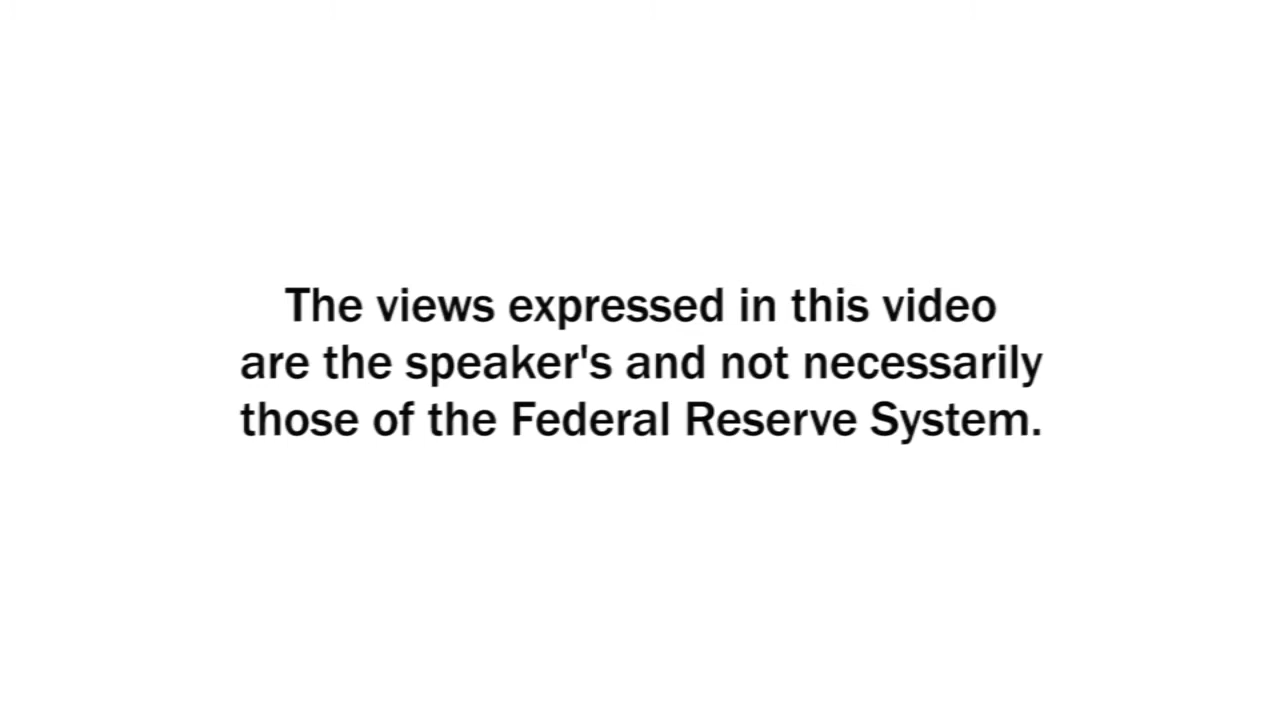 The views expressed in this video
are the speaker's and not necessarily
those of the Federal Reserve System.